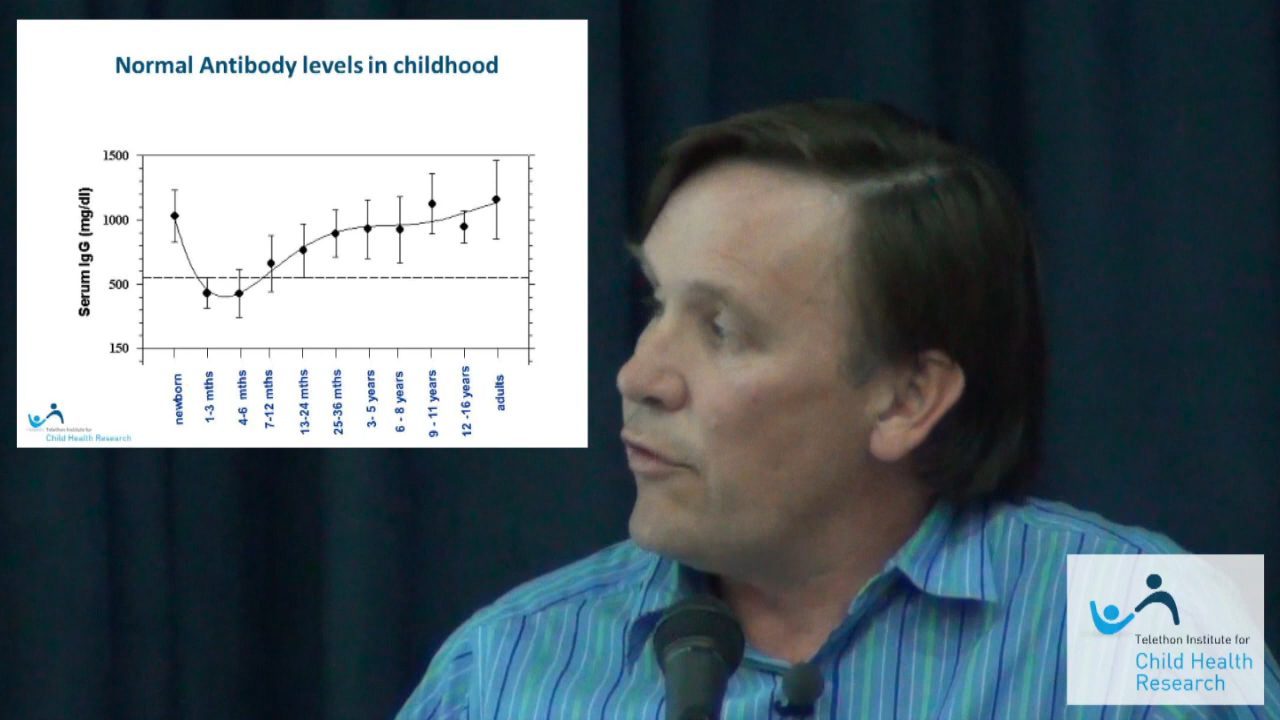 Normal Antibody levels in childhood
1500
1000
500
150
Serum IgG (mg/dl)
newborn
1-3 mths
4-6 mths
7-12 mths
13-24 mths
25-36 mths
3- 5 years
6 - 8 years
9 - 11 years
12 -16 years
adults
Telethon Institute for
Child Health Research
Telethon Institute for
Child Health
Research